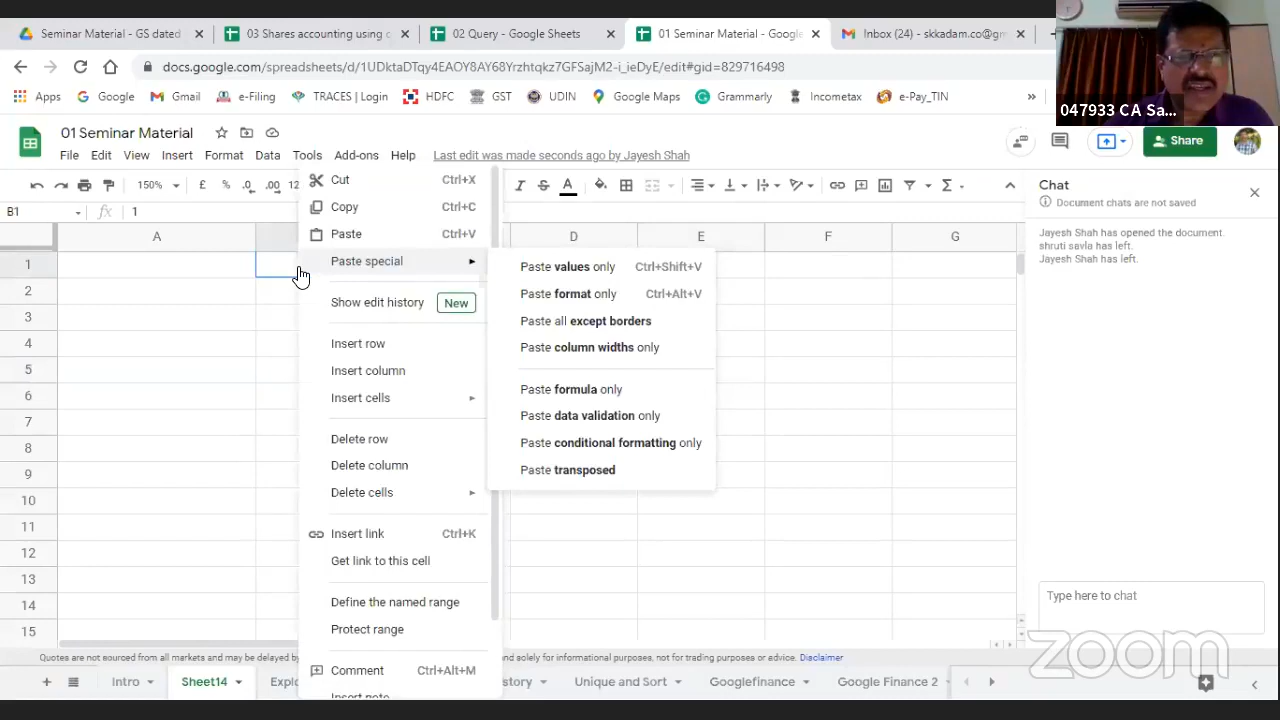 Seminar Material - GS dated
03 Shares accounting using c
02 Query - Google Sheets
01 Seminar Material - Google
Inbox (24) - skkadam.co@gm
docs.google.com/spreadsheets/d/1UDktaDTqy4EAOY8AY6XYrzhtqkz7GFSajM2-i_ieDyE/edit#gid=829716498
Apps
Google
Gmail
e-Filing
TRACES | Login
HDFC
GST
UDIN
Google Maps
Grammarly
Incometax
e-Pay_TIN
»
047933 CA Sa...
01 Seminar Material
Share
File Edit View Insert Format Data Tools Add-ons Help
Last edit was made seconds ago by Jayesh Shah
150%
£ % .0 .00 12
B1
fx 1
A D E F G
1
2
3
4
5
6
7
8
9
10
11
12
13
14
15
Cut Ctrl+X
Copy Ctrl+C
Paste Ctrl+V
Paste special
Show edit history New
Insert row
Insert column
Insert cells
Delete row
Delete column
Delete cells
Insert link Ctrl+K
Get link to this cell
Define the named range
Protect range
Comment Ctrl+Alt+M
Insert note
Paste values only Ctrl+Shift+V
Paste format only Ctrl+Alt+V
Paste all except borders
Paste column widths only
Paste formula only
Paste data validation only
Paste conditional formatting only
Paste transposed
Chat
Document chats are not saved
Jayesh Shah has opened the document.
shruti savla has left.
Jayesh Shah has left.
Type here to chat
zoom
Quotes are not sourced from all markets and may be delayed by
and solely for informational purposes, not for trading purposes or advice. Disclaimer
Intro
Sheet14
Explo
story
Unique and Sort
Googlefinance
Google Finance 2